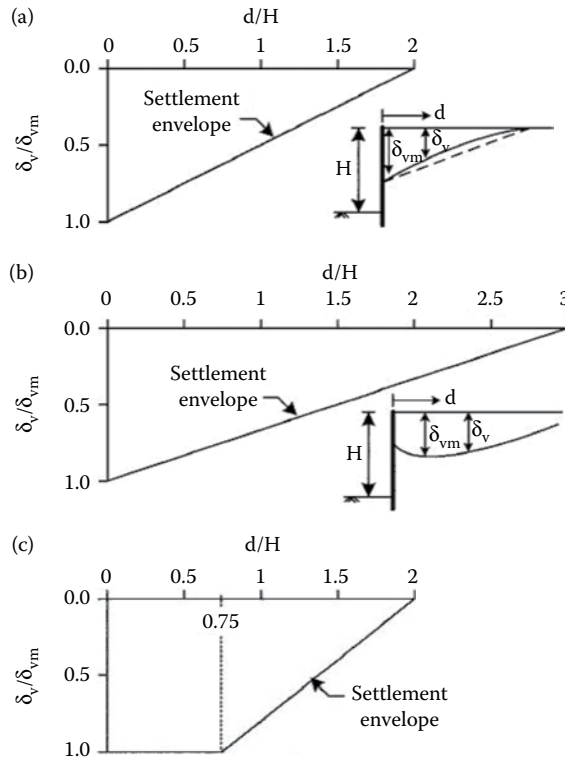 (a)
d/H
0 0.5 1 1.5 2
0.0
0.5
1.0
δv/δvm
Settlement
envelope
d
H
δvm
δv
(b)
d/H
0 0.5 1 1.5 2 2.5 3
0.0
0.5
1.0
δv/δvm
Settlement
envelope
d
H
δvm
δv
(c)
d/H
0 0.5 1 1.5 2
0.0
0.75
0.5
1.0
δv/δvm
Settlement
envelope